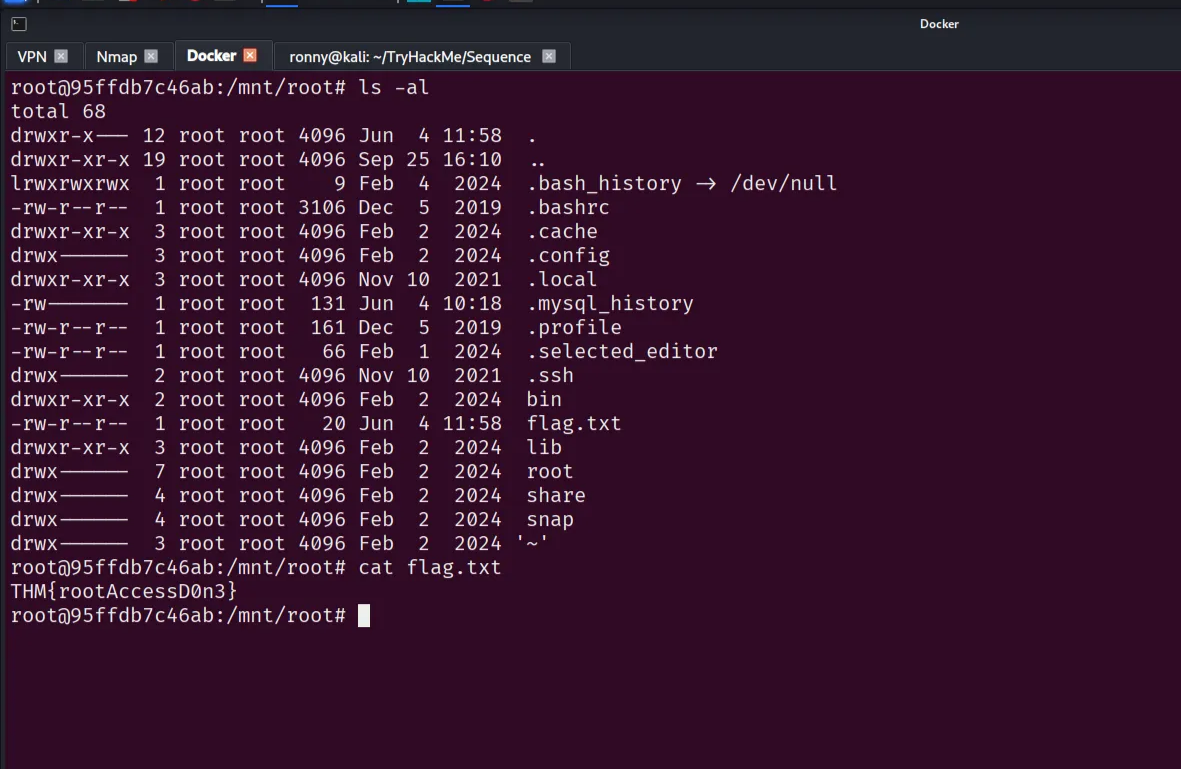 Docker
VPN Nmap Docker ronny@kali: ~/TryHackMe/Sequence
root@95ffdb7c46ab:/mnt/root# ls -al
total 68
drwxr-x--- 12 root root 4096 Jun  4 11:58  .
drwxr-xr-x 19 root root 4096 Sep 25 16:10  ..
lrwxrwxrwx  1 root root    9 Feb  4  2024  .bash_history -> /dev/null
-rw-r--r--  1 root root 3106 Dec  5  2019  .bashrc
drwxr-xr-x  3 root root 4096 Feb  2  2024  .cache
drwx------  3 root root 4096 Feb  2  2024  .config
drwxr-xr-x  3 root root 4096 Nov 10  2021  .local
-rw-------  1 root root  131 Jun  4 10:18  .mysql_history
-rw-r--r--  1 root root  161 Dec  5  2019  .profile
-rw-r--r--  1 root root   66 Feb  1  2024  .selected_editor
drwx------  2 root root 4096 Nov 10  2021  .ssh
drwxr-xr-x  2 root root 4096 Feb  2  2024  bin
-rw-r--r--  1 root root   20 Jun  4 11:58  flag.txt
drwxr-xr-x  3 root root 4096 Feb  2  2024  lib
drwx------  7 root root 4096 Feb  2  2024  root
drwx------  4 root root 4096 Feb  2  2024  share
drwx------  4 root root 4096 Feb  2  2024  snap
drwx------  3 root root 4096 Feb  2  2024 '~'
root@95ffdb7c46ab:/mnt/root# cat flag.txt
THM{rootAccessD0n3}
root@95ffdb7c46ab:/mnt/root#